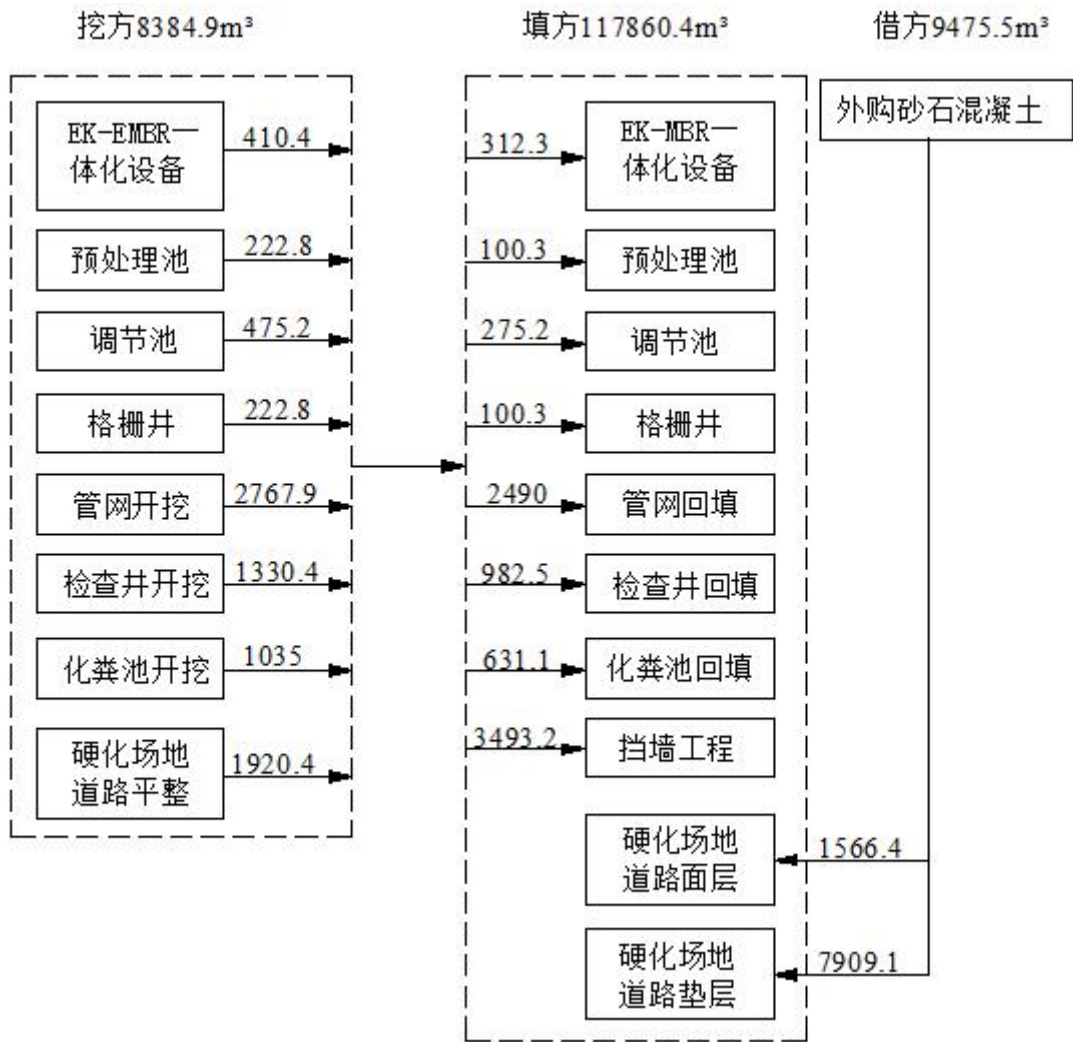 挖方8384.9m³
填方117860.4m³
借方9475.5m³
EK-EMBR一
体化设备
410.4
预处理池
222.8
调节池
475.2
格栅井
222.8
管网开挖
2767.9
检查井开挖
1330.4
化粪池开挖
1035
硬化场地
道路平整
1920.4
312.3
EK-MBR一
体化设备
100.3
预处理池
275.2
调节池
100.3
格栅井
2490
管网回填
982.5
检查井回填
631.1
化粪池回填
3493.2
挡墙工程
硬化场地
道路面层
硬化场地
道路垫层
外购砂石混凝土
1566.4
7909.1